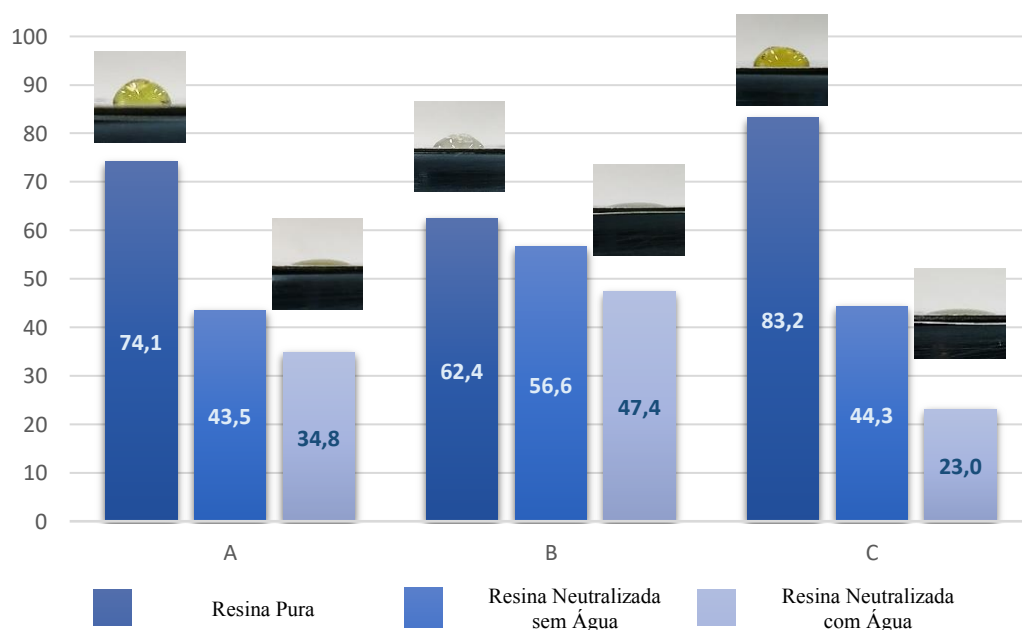 100
90
80
70
60
50
40
30
20
10
0
74,1
43,5
34,8
62,4
56,6
47,4
83,2
44,3
23,0
A
B
C
Resina Pura
Resina Neutralizada
sem Água
Resina Neutralizada
com Água